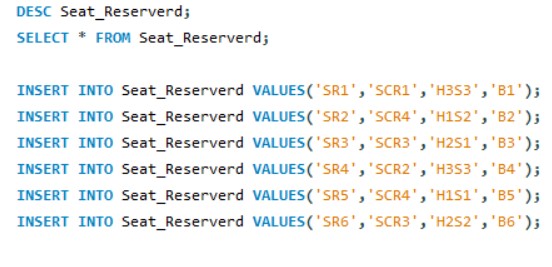 DESC Seat_Reserverd;
SELECT * FROM Seat_Reserverd;
INSERT INTO Seat_Reserverd VALUES('SR1','SCR1','H3S3','B1');
INSERT INTO Seat_Reserverd VALUES('SR2','SCR4','H1S2','B2');
INSERT INTO Seat_Reserverd VALUES('SR3','SCR3','H2S1','B3');
INSERT INTO Seat_Reserverd VALUES('SR4','SCR2','H3S3','B4');
INSERT INTO Seat_Reserverd VALUES('SR5','SCR4','H1S1','B5');
INSERT INTO Seat_Reserverd VALUES('SR6','SCR3','H2S2','B6');